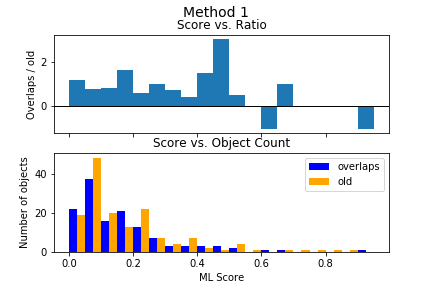 Method 1
Score vs. Ratio
Overlaps / old
2
0
Score vs. Object Count
Number of objects
40
20
0
overlaps
old
0.0 0.2 0.4 0.6 0.8
ML Score